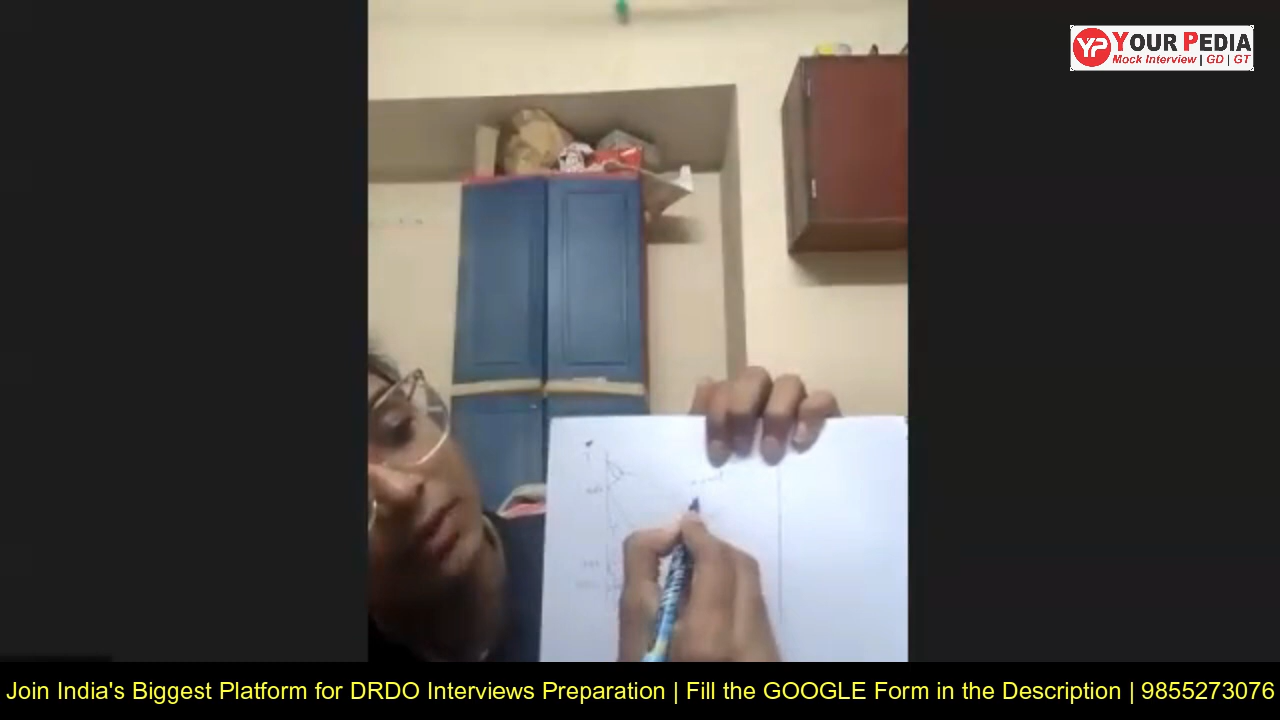 YP YOUR PEDIA
Mock Interview | GD | GT
Join India's Biggest Platform for DRDO Interviews Preparation | Fill the GOOGLE Form in the Description | 9855273076